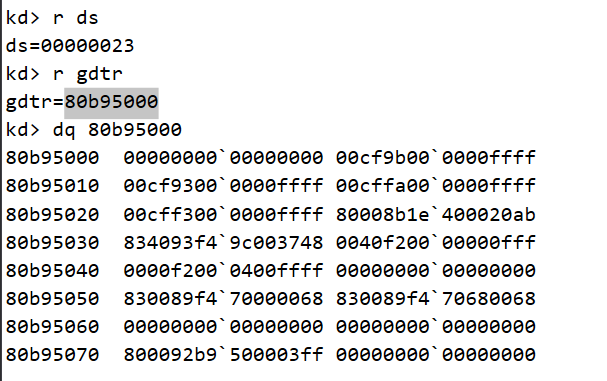 kd> r ds
ds=00000023
kd> r gdtr
gdtr=80b95000
kd> dq 80b95000
80b95000  00000000`00000000 00cf9b00`0000ffff
80b95010  00cf9300`0000ffff 00cffa00`0000ffff
80b95020  00cff300`0000ffff 80008b1e`400020ab
80b95030  834093f4`9c003748 0040f200`00000fff
80b95040  0000f200`0400ffff 00000000`00000000
80b95050  830089f4`70000068 830089f4`70680068
80b95060  00000000`00000000 00000000`00000000
80b95070  800092b9`500003ff 00000000`00000000